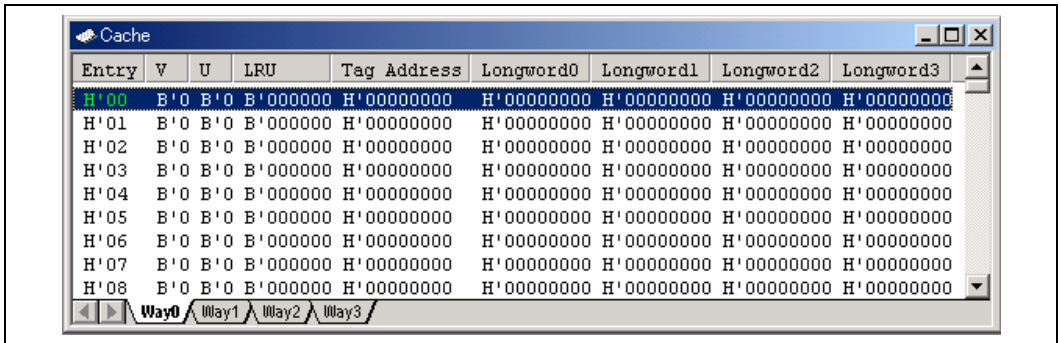 Cache
Entry V U LRU Tag Address Longword0 Longword1 Longword2 Longword3
H'00 B'0 B'0 B'000000 H'00000000 H'00000000 H'00000000 H'00000000 H'00000000
H'01 B'0 B'0 B'000000 H'00000000 H'00000000 H'00000000 H'00000000 H'00000000
H'02 B'0 B'0 B'000000 H'00000000 H'00000000 H'00000000 H'00000000 H'00000000
H'03 B'0 B'0 B'000000 H'00000000 H'00000000 H'00000000 H'00000000 H'00000000
H'04 B'0 B'0 B'000000 H'00000000 H'00000000 H'00000000 H'00000000 H'00000000
H'05 B'0 B'0 B'000000 H'00000000 H'00000000 H'00000000 H'00000000 H'00000000
H'06 B'0 B'0 B'000000 H'00000000 H'00000000 H'00000000 H'00000000 H'00000000
H'07 B'0 B'0 B'000000 H'00000000 H'00000000 H'00000000 H'00000000 H'00000000
H'08 B'0 B'0 B'000000 H'00000000 H'00000000 H'00000000 H'00000000 H'00000000
Way0 Way1 Way2 Way3